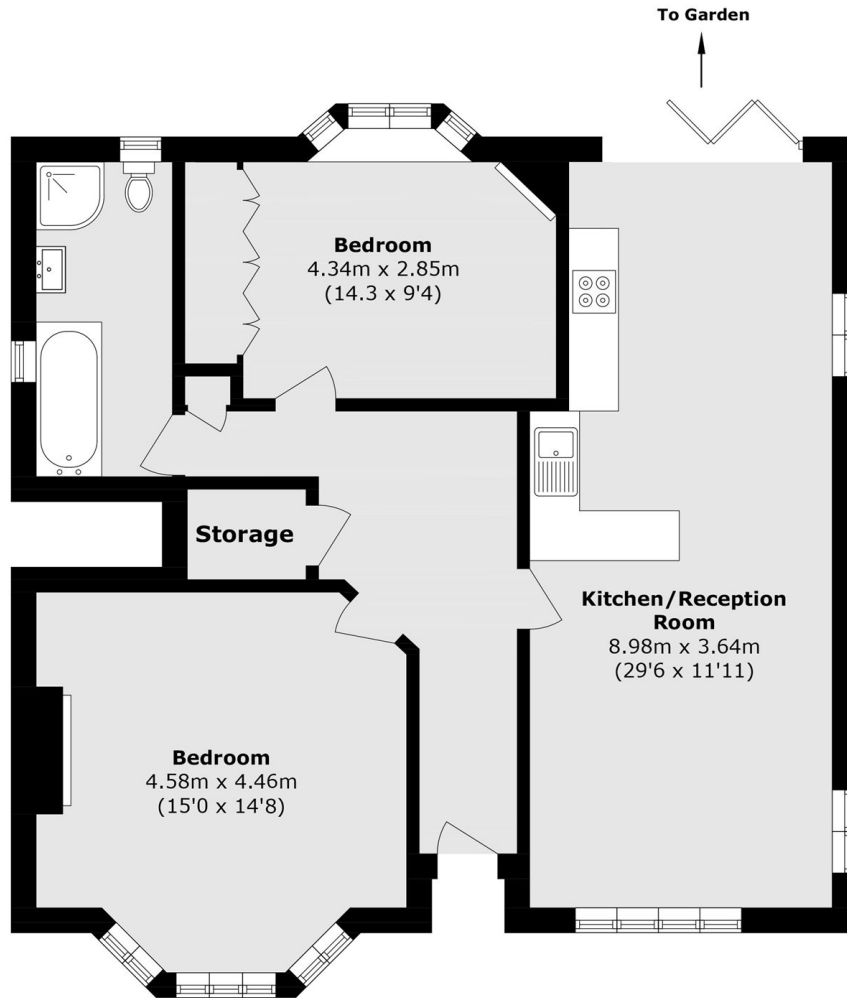 To Garden
Bedroom
4.34m x 2.85m
(14.3 x 9'4)
Storage
Kitchen/Reception
Room
8.98m x 3.64m
(29'6 x 11'11)
Bedroom
4.58m x 4.46m
(15'0 x 14'8)